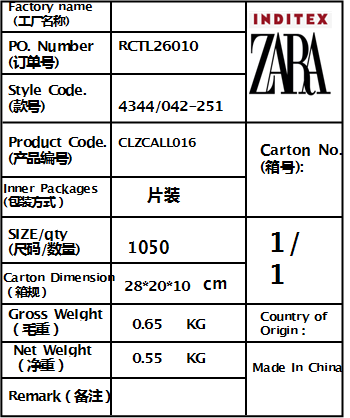 Factory name
(工厂名称)
INDITEX
ZARA
PO. Number
(订单号)
RCTL26010
Style Code.
(款号)
4344/042-251
Product Code.
(产品编号)
CLZCALL016
Carton No.
(箱号):
Inner Packages
(包装方式)
片装
SIZE/qty
(尺码/数量)
1050
1/
1
Carton Dimension
(箱规)
28*20*10 cm
Gross Weight
(毛重)
0.65 KG
Country of
Origin:
Net Weight
(净重)
0.55 KG
Made In China
Remark(备注)